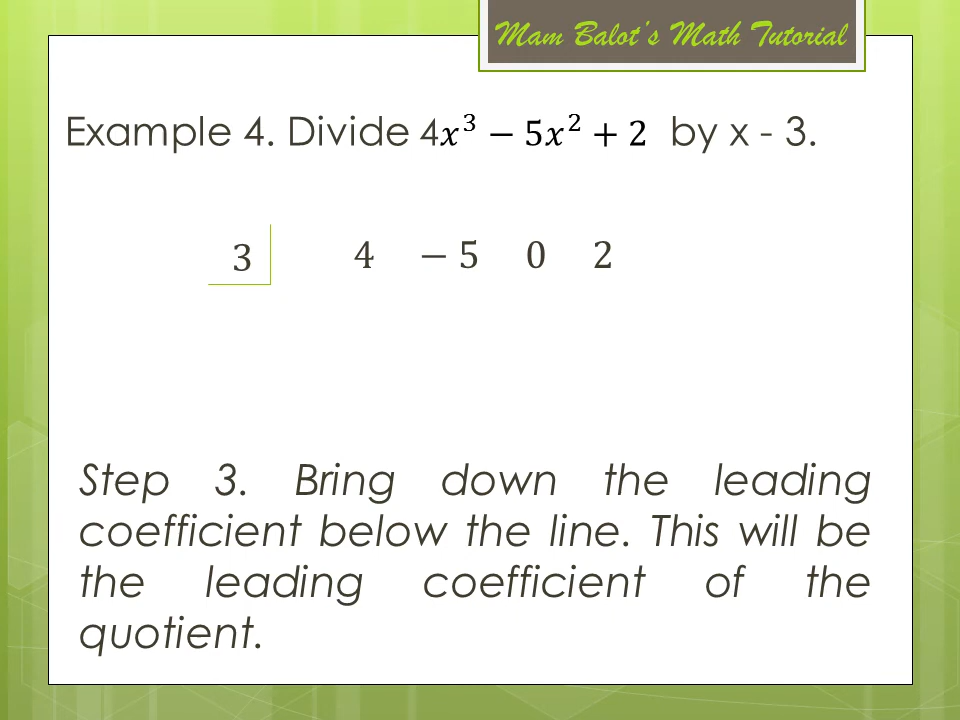 Mam Balot's Math Tutorial
Example 4. Divide 4𝑥³ − 5𝑥² + 2 by x - 3.
3 4 − 5 0 2
Step 3. Bring down the leading
coefficient below the line. This will be
the leading coefficient of the
quotient.